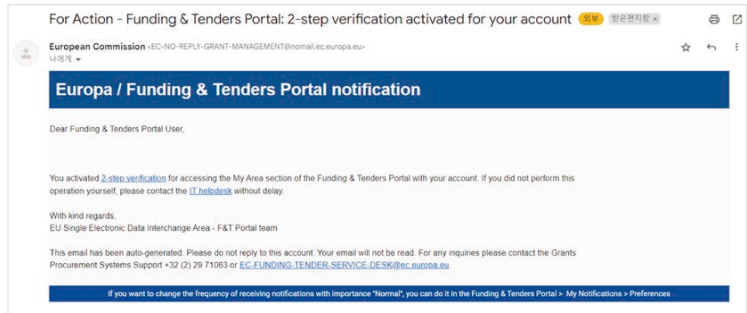 For Action - Funding & Tenders Portal: 2-step verification activated for your account 외부 받은편지함 ×
European Commission <EC-NO-REPLY-GRANT-MANAGEMENT@nomail.ec.europa.eu>
나에게
Europa / Funding & Tenders Portal notification
Dear Funding & Tenders Portal User,
You activated 2-step verification for accessing the My Area section of the Funding & Tenders Portal with your account. If you did not perform this
operation yourself, please contact the IT helpdesk without delay.
With kind regards,
EU Single Electronic Data Interchange Area - F&T Portal team
This email has been auto-generated. Please do not reply to this account. Your email will not be read. For any inquiries please contact the Grants
Procurement Systems Support +32 (2) 29 71063 or EC-FUNDING-TENDER-SERVICE-DESK@ec.europa.eu
If you want to change the frequency of receiving notifications with importance "Normal", you can do it in the Funding & Tenders Portal > My Notifications > Preferences